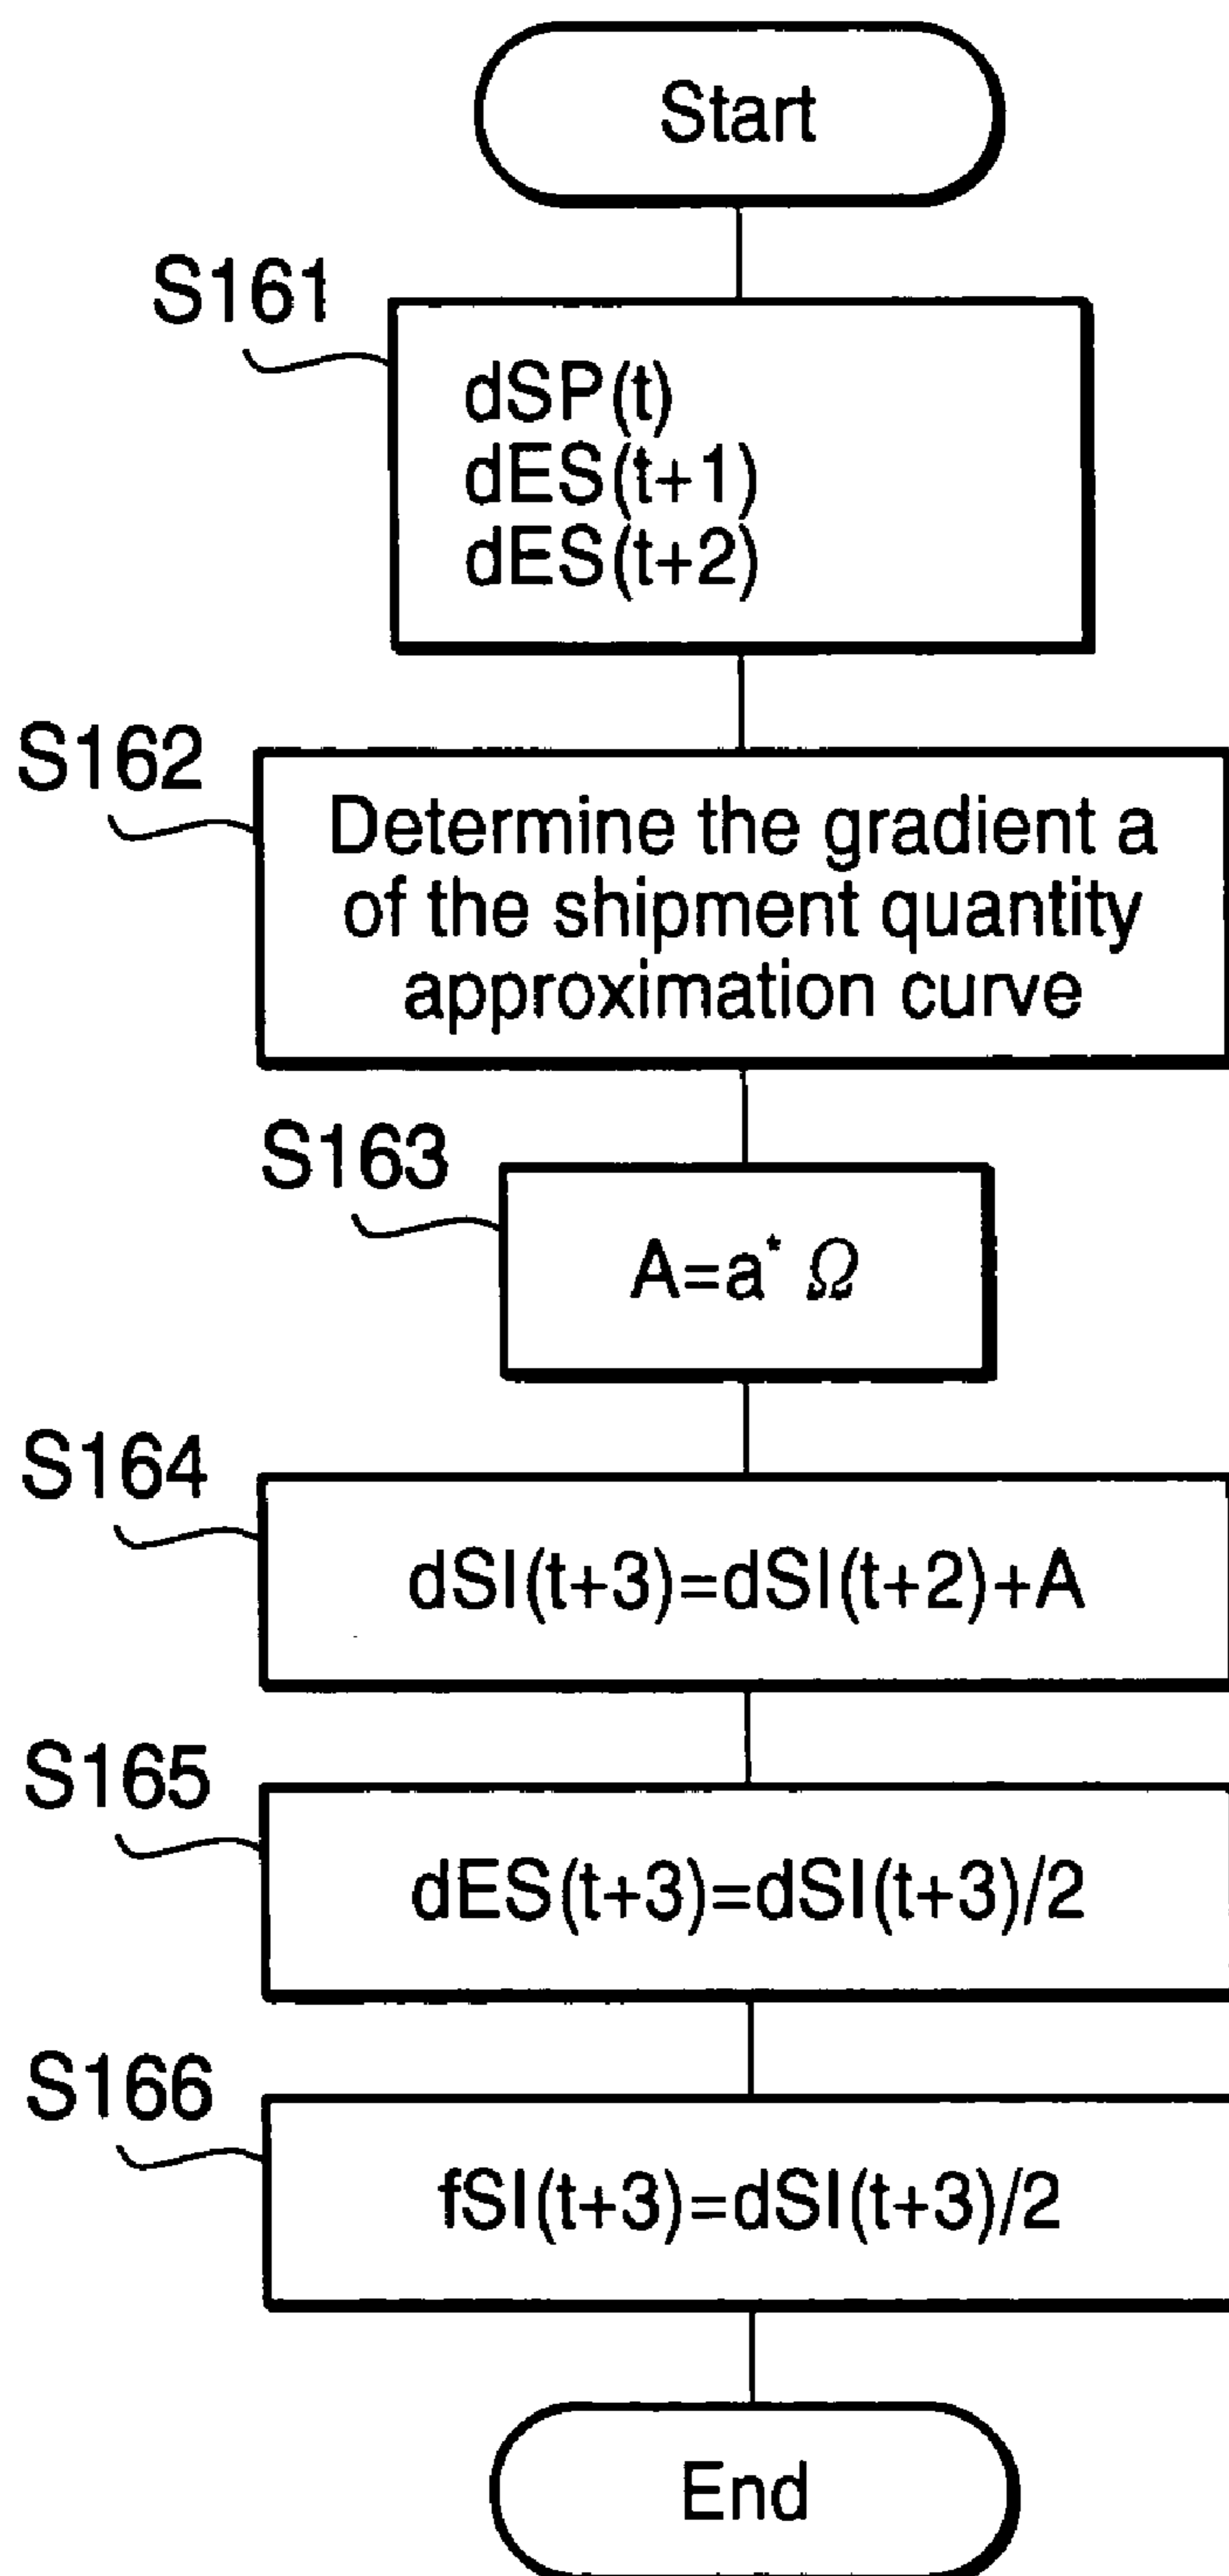 Start
S161
dSP(t)
dES(t+1)
dES(t+2)
S162
Determine the gradient a
of the shipment quantity
approximation curve
S163
A=a* Ω
S164
dSI(t+3)=dSI(t+2)+A
S165
dES(t+3)=dSI(t+3)/2
S166
fSI(t+3)=dSI(t+3)/2
End